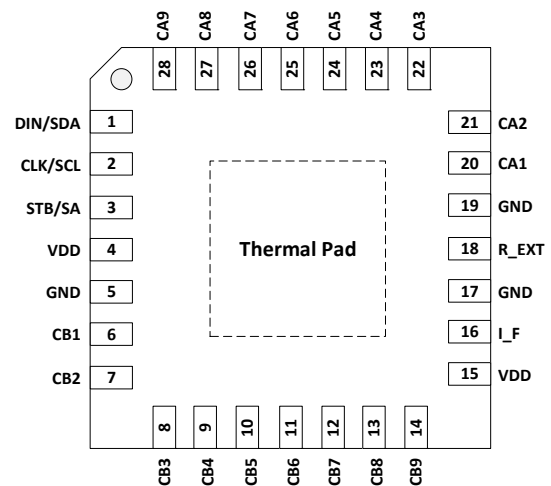 CA9 CA8 CA7 CA6 CA5 CA4 CA3
28 27 26 25 24 23 22
DIN/SDA 1
CLK/SCL 2
STB/SA 3
VDD 4
GND 5
CB1 6
CB2 7
Thermal Pad
21 CA2
20 CA1
19 GND
18 R_EXT
17 GND
16 I_F
15 VDD
8 9 10 11 12 13 14
CB3 CB4 CB5 CB6 CB7 CB8 CB9